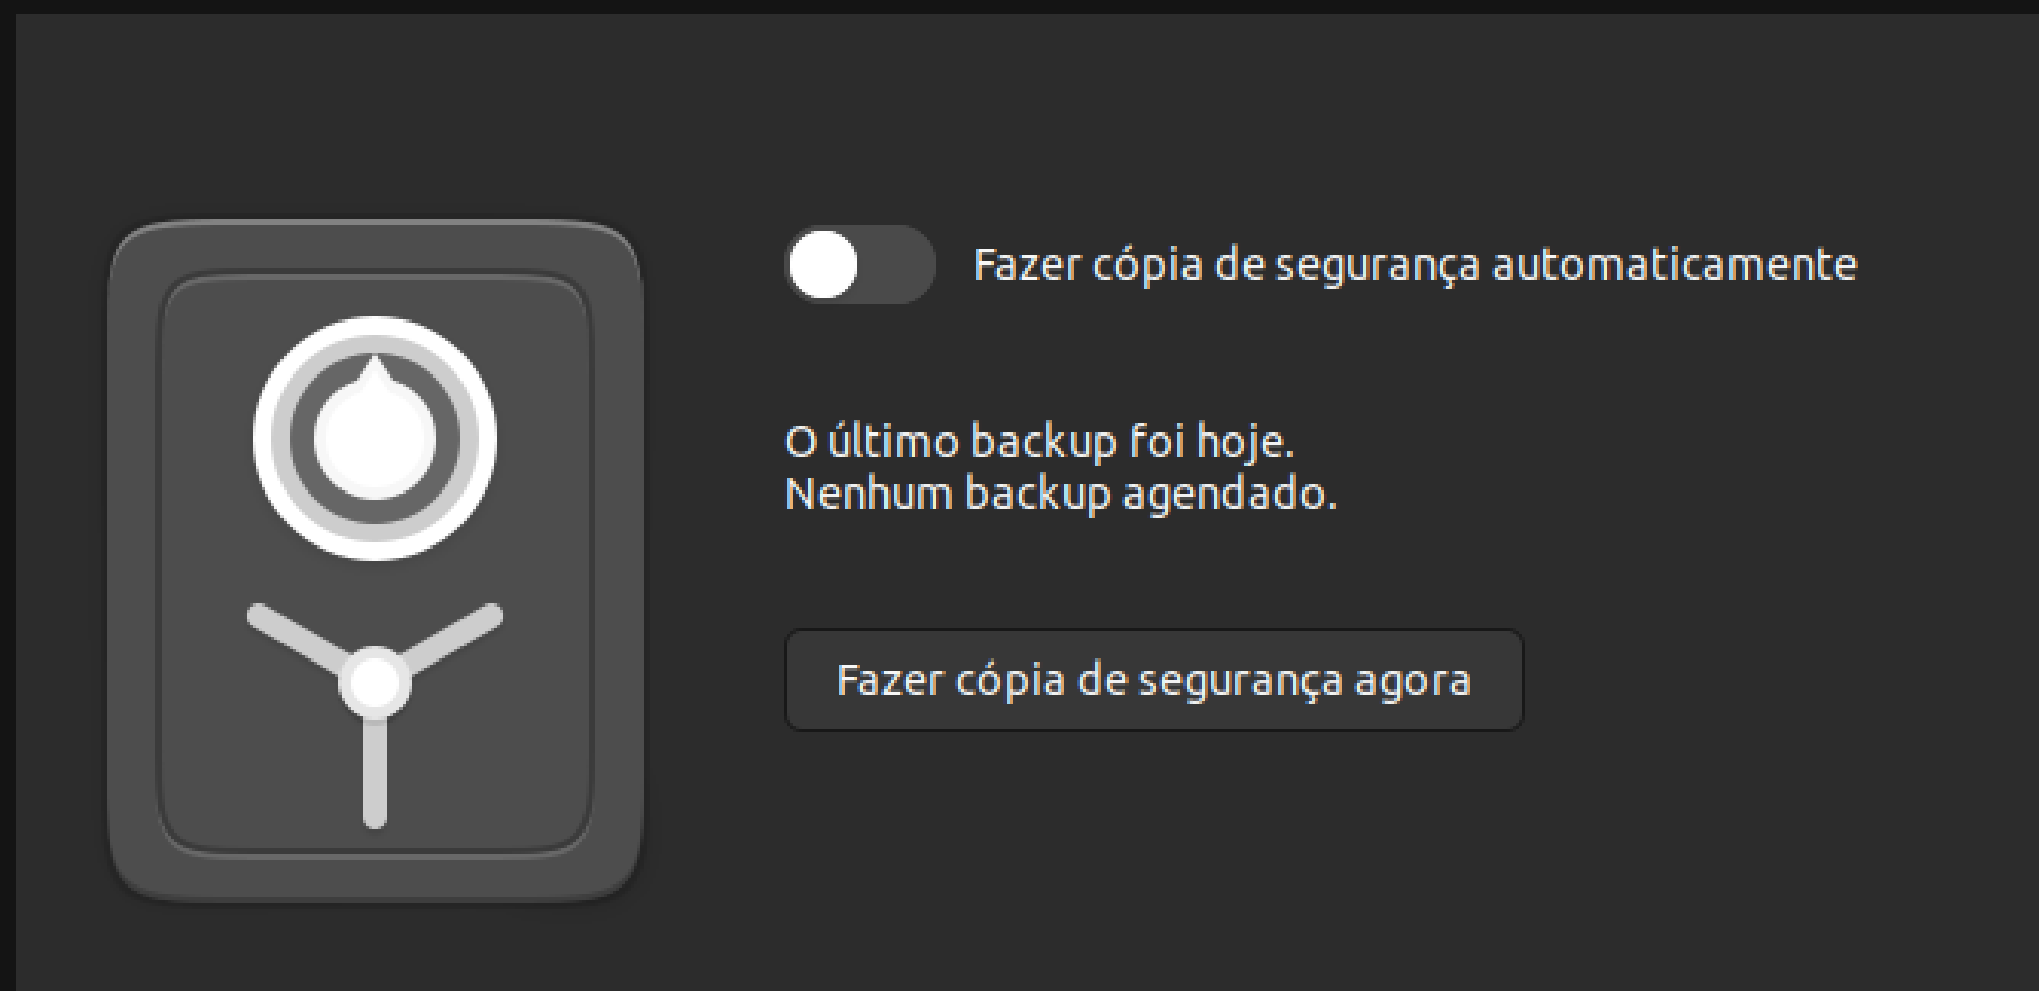 Fazer cópia de segurança automaticamente
O último backup foi hoje.
Nenhum backup agendado.
Fazer cópia de segurança agora